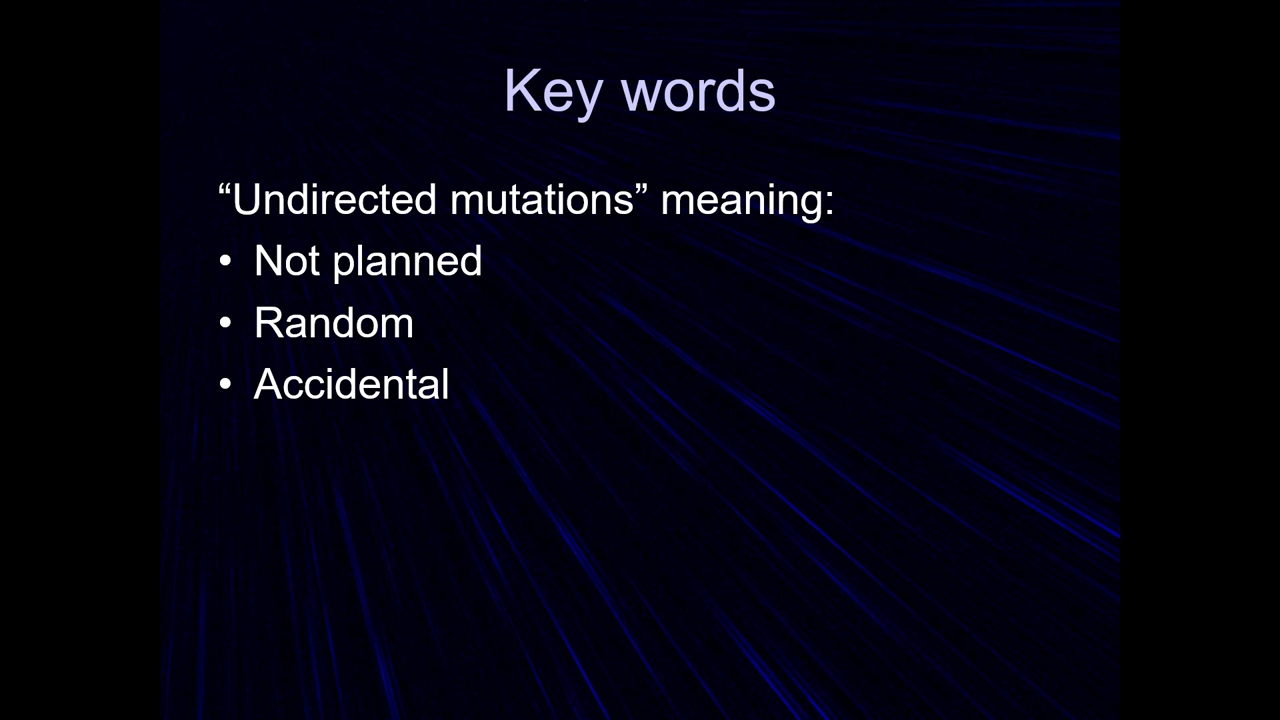 Key words
“Undirected mutations” meaning:
• Not planned
• Random
• Accidental